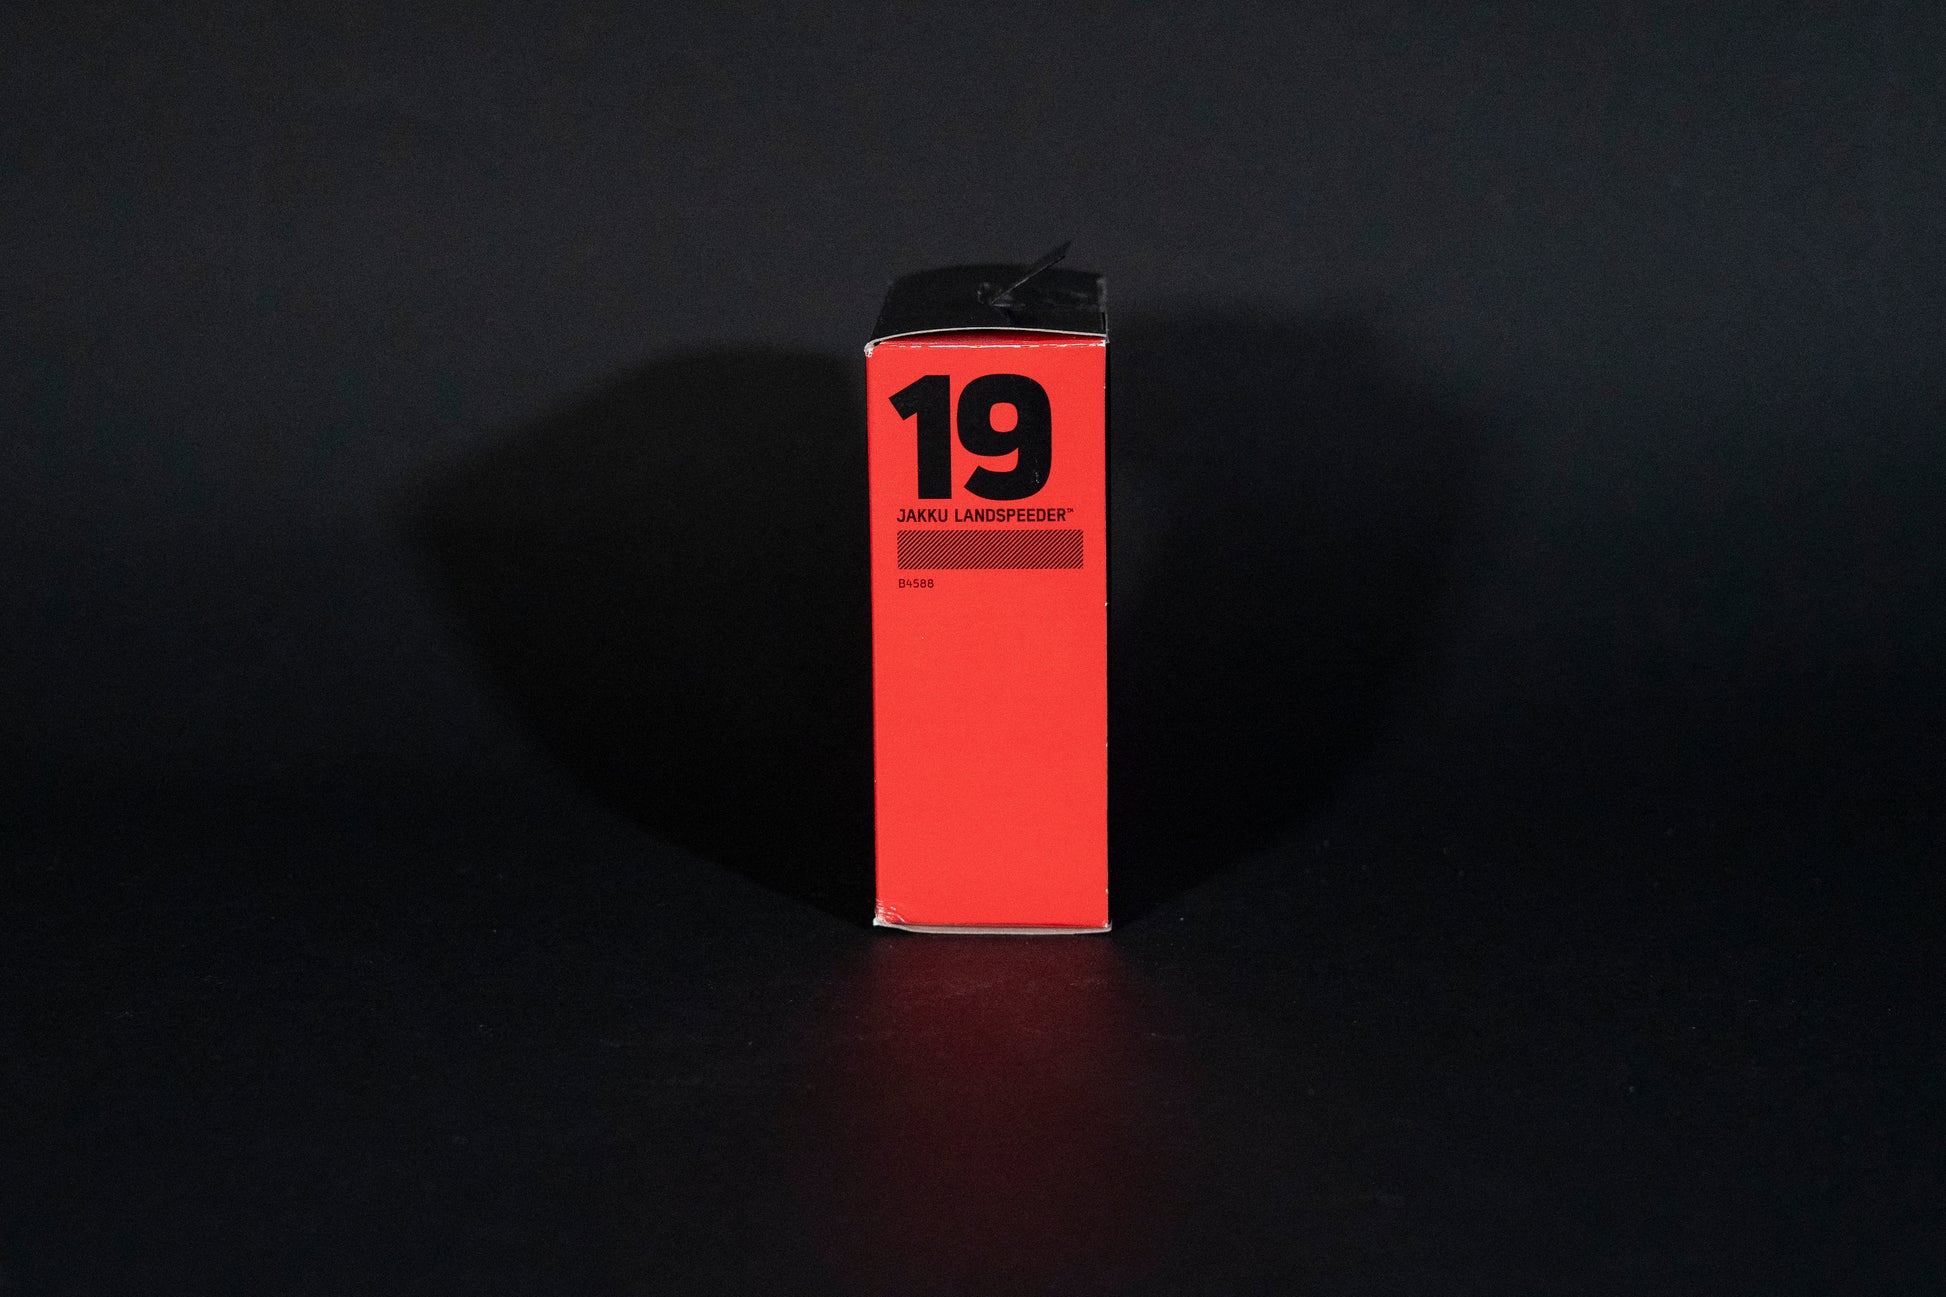 19
JAKKU LANDSPEEDER™
B4588